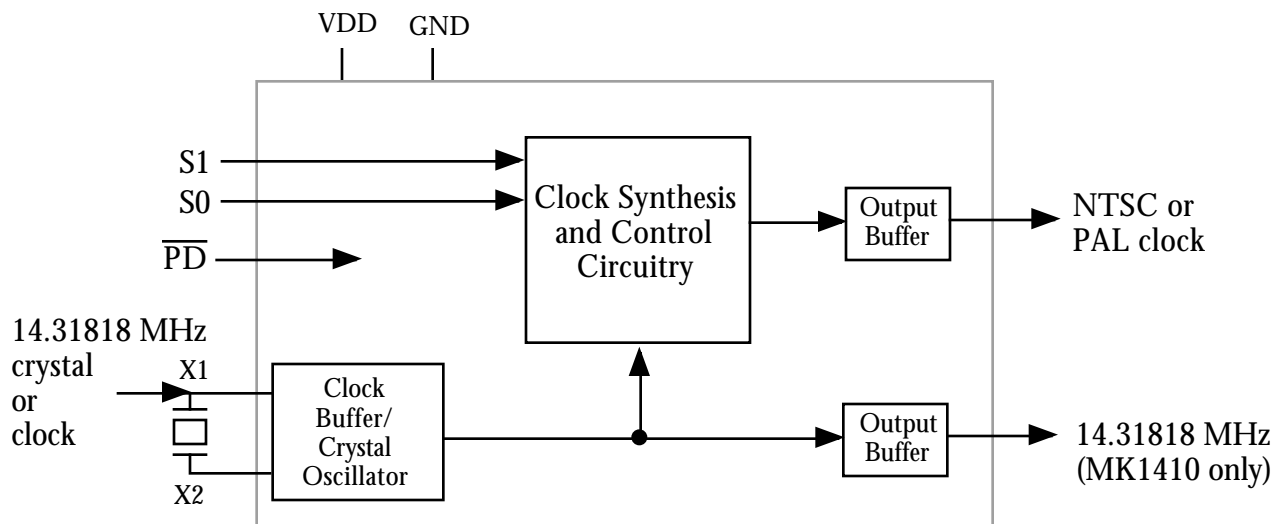 VDD
GND
S1
S0
PD
Clock Synthesis
and Control
Circuitry
Output
Buffer
NTSC or
PAL clock
14.31818 MHz
crystal
or
clock
X1
X2
Clock
Buffer/
Crystal
Oscillator
Output
Buffer
14.31818 MHz
(MK1410 only)